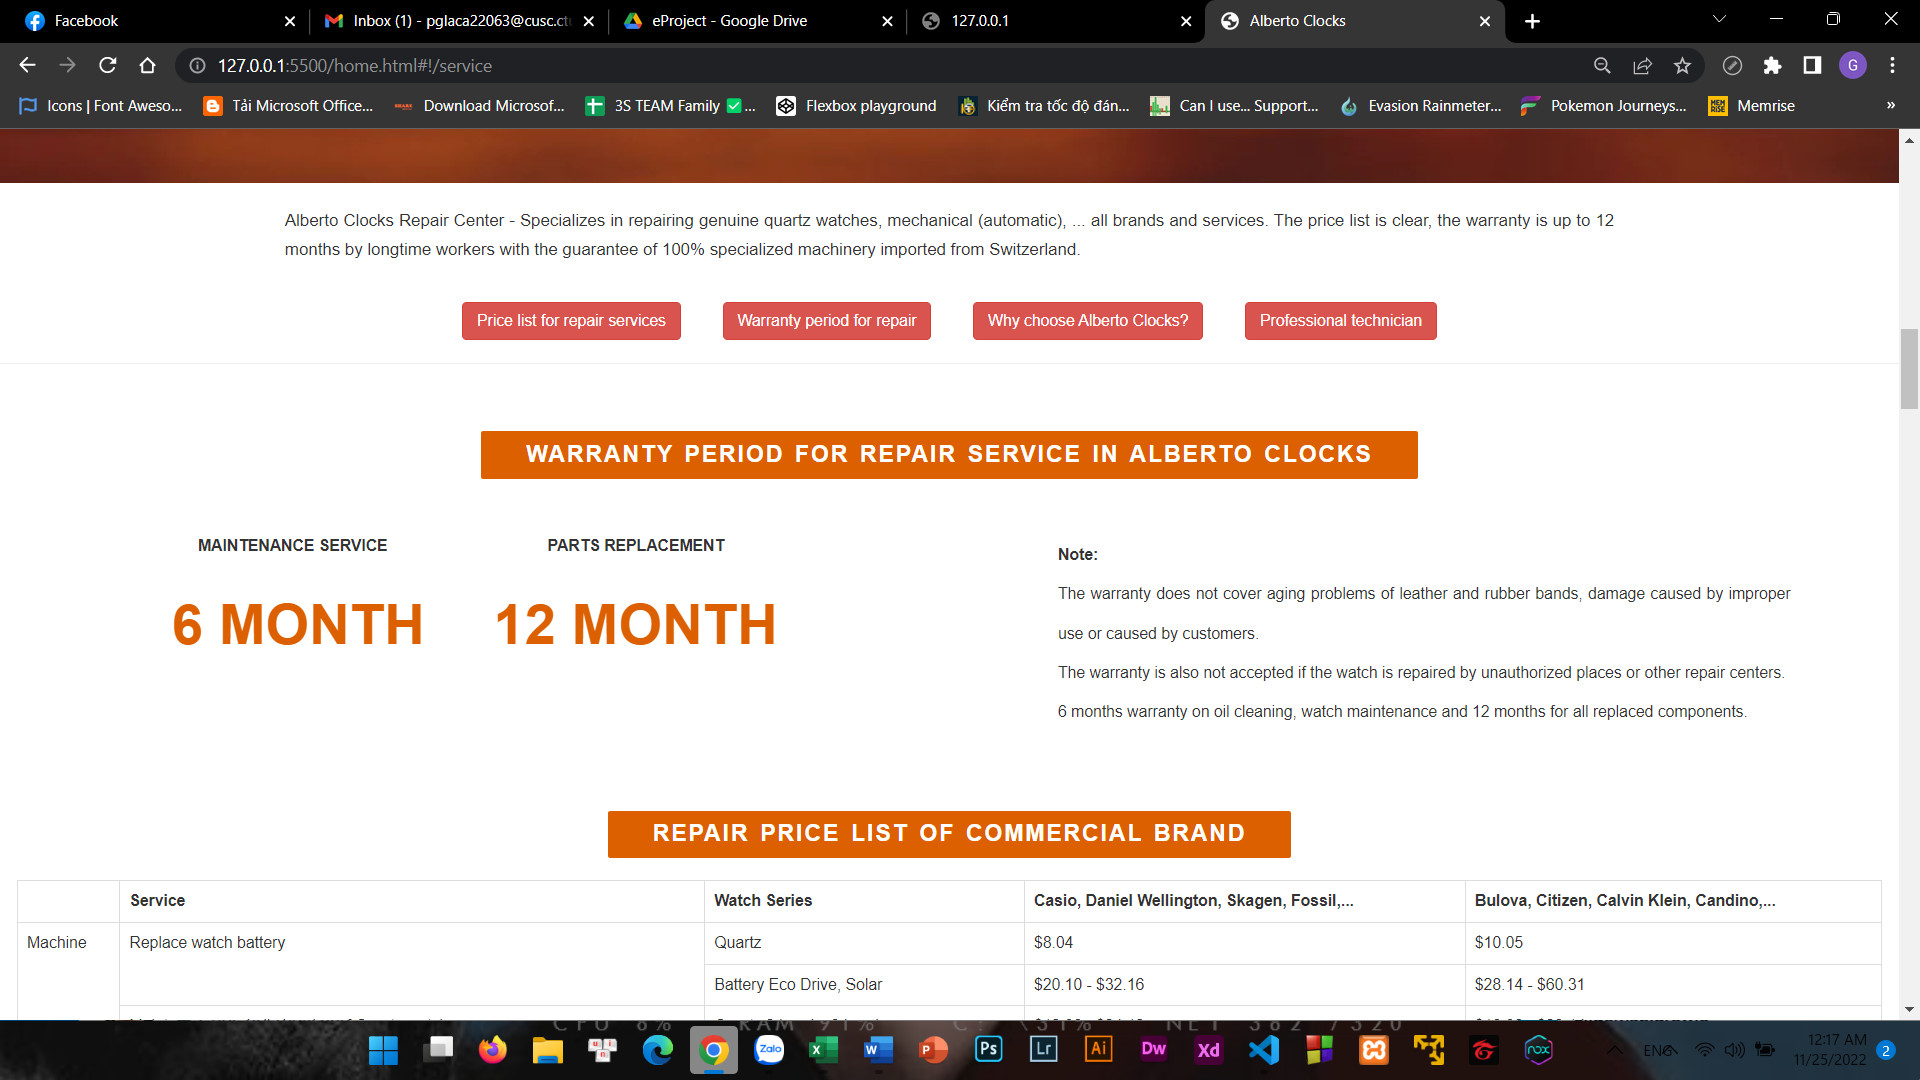 Facebook
Inbox (1) - pglaca22063@cusc.ct
eProject - Google Drive
127.0.0.1
Alberto Clocks
127.0.0.1:5500/home.html#!/service
G
Icons | Font Aweso...
Tải Microsoft Office...
Download Microsof...
3S TEAM Family ✅ ...
Flexbox playground
Kiểm tra tốc độ đán...
Can I use... Support...
Evasion Rainmeter...
Pokemon Journeys...
Memrise
»
Alberto Clocks Repair Center - Specializes in repairing genuine quartz watches, mechanical (automatic), ... all brands and services. The price list is clear, the warranty is up to 12
months by longtime workers with the guarantee of 100% specialized machinery imported from Switzerland.
Price list for repair services
Warranty period for repair
Why choose Alberto Clocks?
Professional technician
WARRANTY PERIOD FOR REPAIR SERVICE IN ALBERTO CLOCKS
MAINTENANCE SERVICE
PARTS REPLACEMENT
6 MONTH
12 MONTH
Note:
The warranty does not cover aging problems of leather and rubber bands, damage caused by improper
use or caused by customers.
The warranty is also not accepted if the watch is repaired by unauthorized places or other repair centers.
6 months warranty on oil cleaning, watch maintenance and 12 months for all replaced components.
REPAIR PRICE LIST OF COMMERCIAL BRAND
Service
Watch Series
Casio, Daniel Wellington, Skagen, Fossil,...
Bulova, Citizen, Calvin Klein, Candino,...
Machine
Replace watch battery
Quartz
$8.04
$10.05
Battery Eco Drive, Solar
$20.10 - $32.16
$28.14 - $60.31
CPU 6% RAM 91%
NET 382 / 320
Zalo
Ps
Lr
Ai
Dw
Xd
nox
ENG
12:17 AM
11/25/2022
2